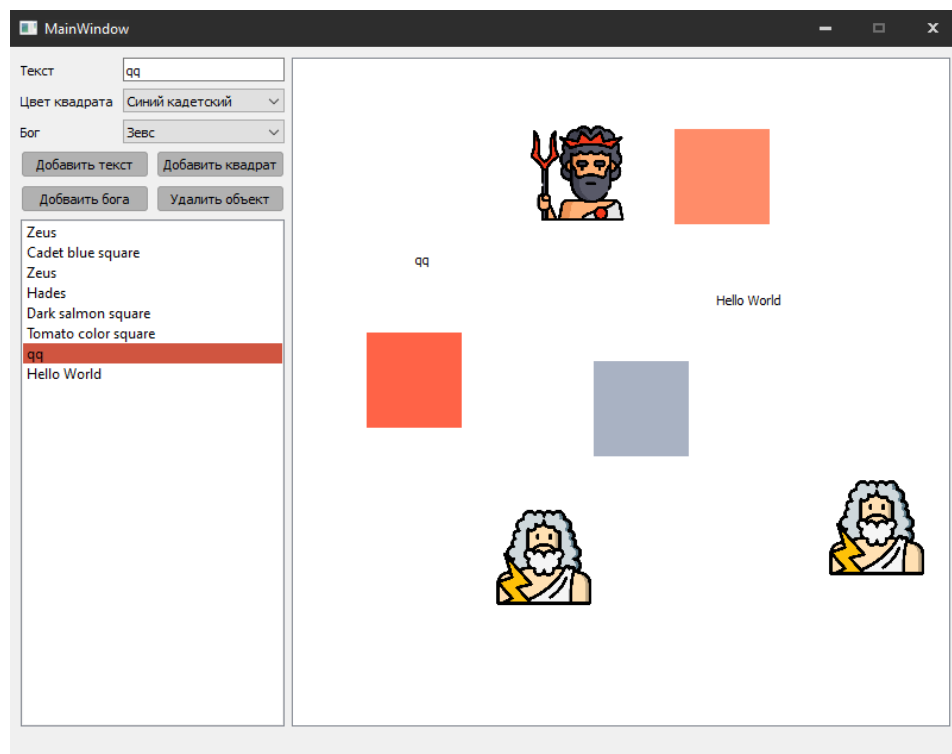 MainWindow
Текст qq
Цвет квадрата Синий кадетский
Бог Зевс
Добавить текст Добавить квадрат
Добваить бога Удалить объект
Zeus
Cadet blue square
Zeus
Hades
Dark salmon square
Tomato color square
qq
Hello World
qq
Hello World